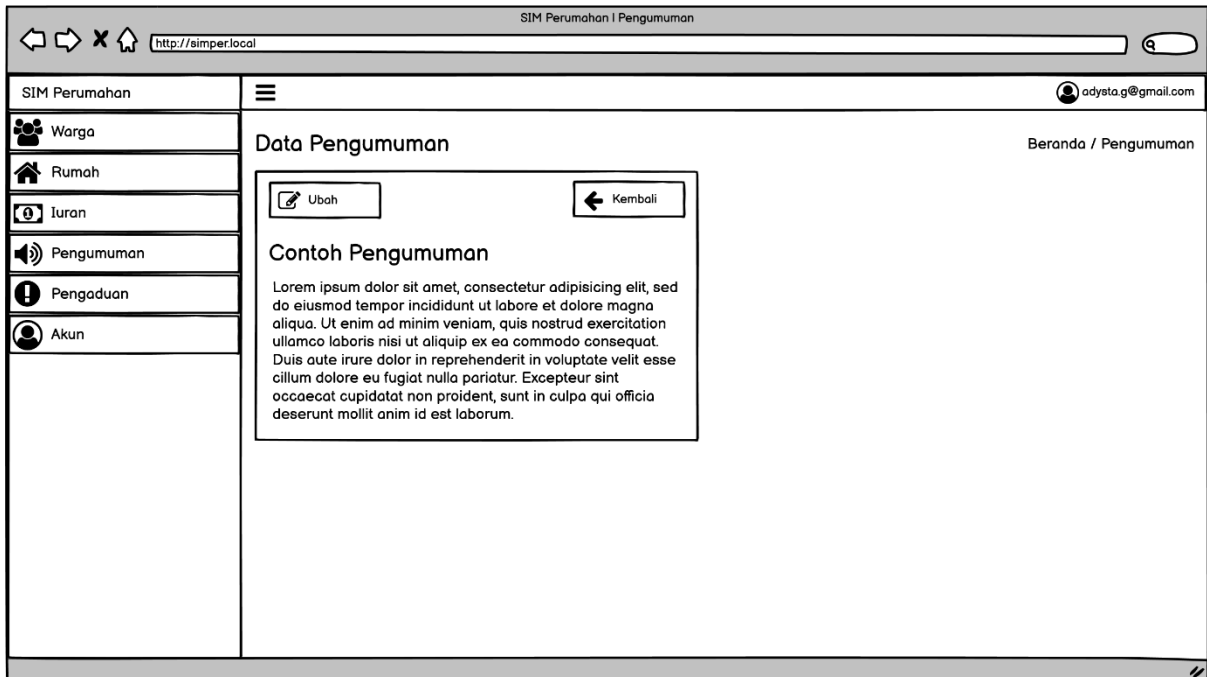 SIM Perumahan | Pengumuman
http://simper.local
SIM Perumahan
adysta.g@gmail.com
Warga
Rumah
Iuran
Pengumuman
Pengaduan
Akun
Data Pengumuman
Beranda / Pengumuman
Ubah
Kembali
Contoh Pengumuman
Lorem ipsum dolor sit amet, consectetur adipisicing elit, sed
do eiusmod tempor incididunt ut labore et dolore magna
aliqua. Ut enim ad minim veniam, quis nostrud exercitation
ullamco laboris nisi ut aliquip ex ea commodo consequat.
Duis aute irure dolor in reprehenderit in voluptate velit esse
cillum dolore eu fugiat nulla pariatur. Excepteur sint
occaecat cupidatat non proident, sunt in culpa qui officia
deserunt mollit anim id est laborum.